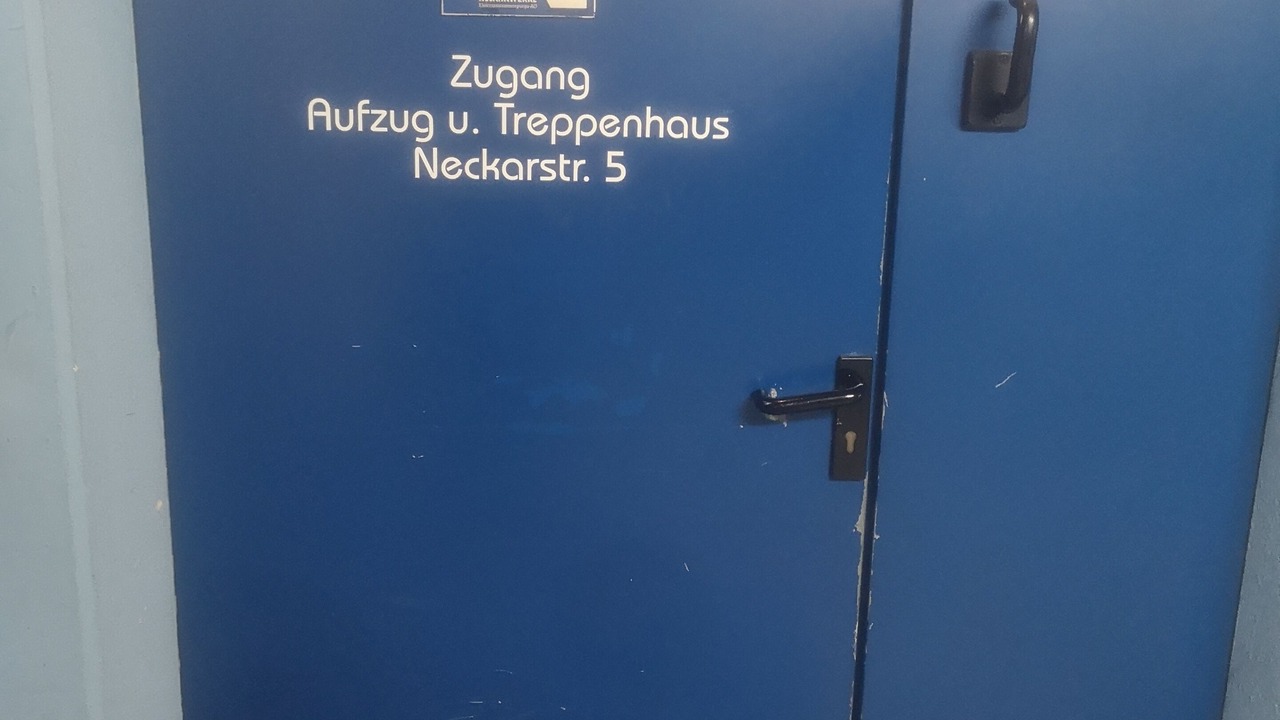 Zugang
Aufzug u. Treppenhaus
Neckarstr. 5